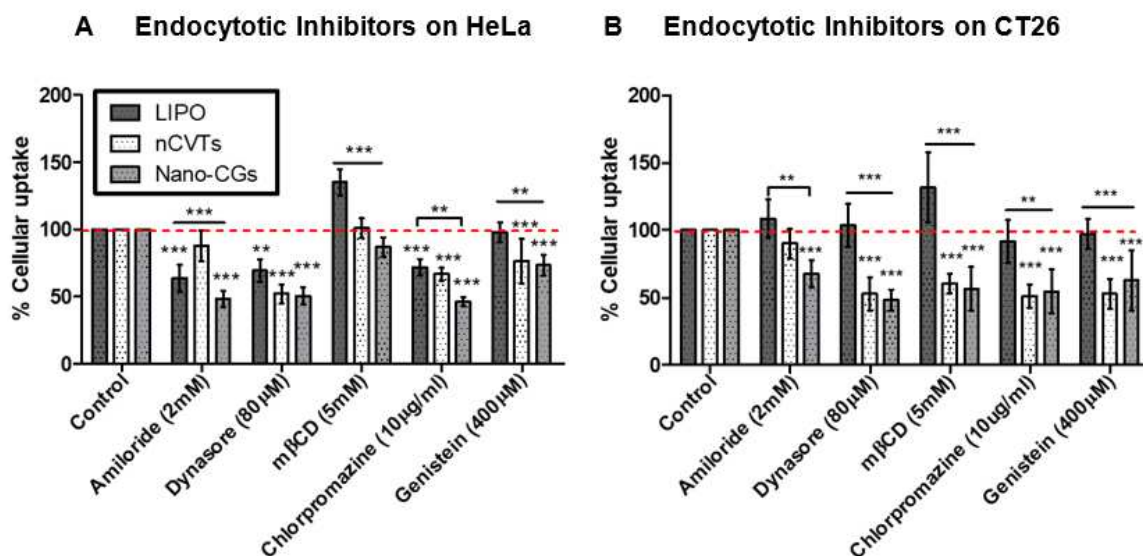 A Endocytotic Inhibitors on HeLa
% Cellular uptake
200
150
100
50
0
LIPO
nCVTs
Nano-CGs
***
***
***
**
***
***
***
**
***
***
***
**
***
***
Control
Amiloride (2mM)
Dynasore (80µM)
mβCD (5mM)
Chlorpromazine (10µg/ml)
Genistein (400µM)
B Endocytotic Inhibitors on CT26
% Cellular uptake
200
150
100
50
0
**
***
***
***
***
***
***
***
**
***
***
***
***
***
Control
Amiloride (2mM)
Dynasore (80µM)
mβCD (5mM)
Chlorpromazine (10ug/ml)
Genistein (400µM)